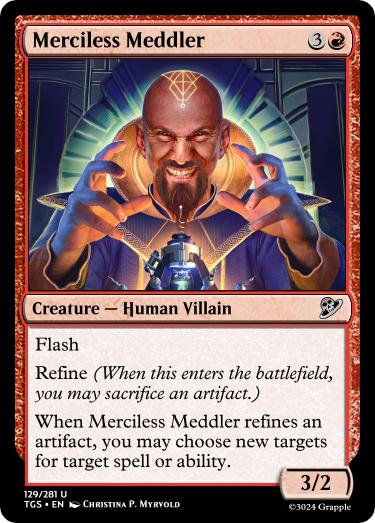 Merciless Meddler 3
Creature — Human Villain
Flash
Refine (When this enters the battlefield,
you may sacrifice an artifact.)
When Merciless Meddler refines an
artifact, you may choose new targets
for target spell or ability.
3/2
129/281 U
TGS • EN Christina P. Myrvold
©3024 Grapple